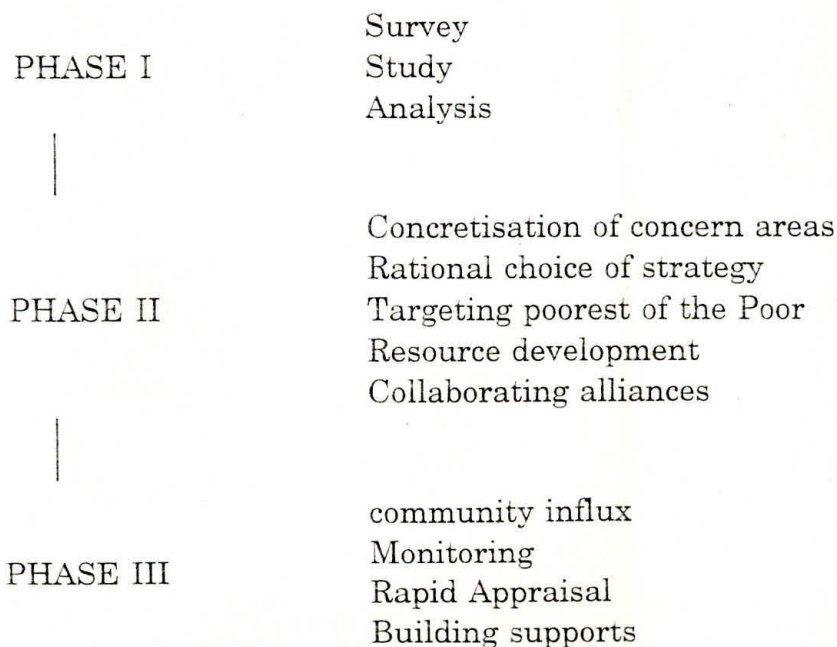 Survey
PHASE I Study
Analysis
Concretisation of concern areas
Rational choice of strategy
PHASE II Targeting poorest of the Poor
Resource development
Collaborating alliances
community influx
Monitoring
PHASE III Rapid Appraisal
Building supports